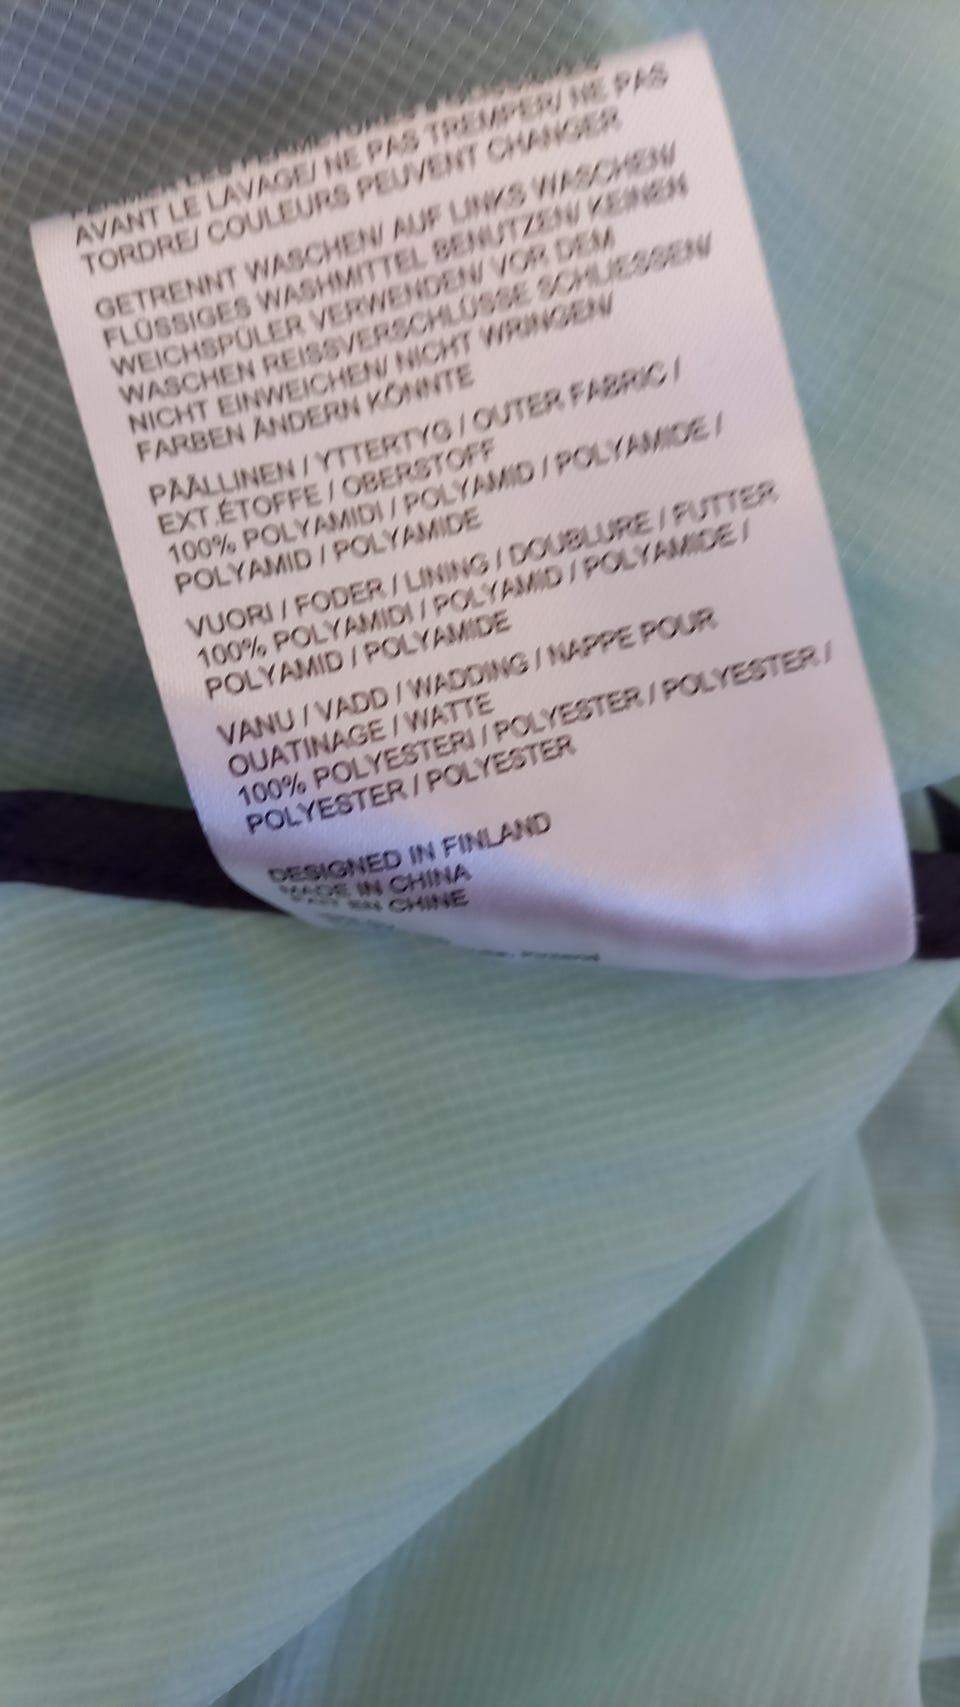 FERMER LES FERMETURES
AVANT LE LAVAGE/ NE PAS TREMPER/ NE PAS
TORDRE/ COULEURS PEUVENT CHANGER
GETRENNT WASCHEN/ AUF LINKS WASCHEN/
FLÜSSIGES WASHMITTEL BENUTZEN/ KEINEN
WEICHSPÜLER VERWENDEN/ VOR DEM
WASCHEN REISSVERSCHLÜSSE SCHLIESSEN/
NICHT EINWEICHEN/ NICHT WRINGEN/
FARBEN ÄNDERN KÖNNTE
PÄÄLLINEN / YTTERTYG / OUTER FABRIC /
EXT.ÉTOFFE / OBERSTOFF
100% POLYAMIDI / POLYAMID / POLYAMIDE /
POLYAMID / POLYAMIDE
VUORI / FODER / LINING / DOUBLURE / FUTTER
100% POLYAMIDI / POLYAMID / POLYAMIDE /
POLYAMID / POLYAMIDE
VANU / VADD / WADDING / NAPPE POUR
OUATINAGE / WATTE
100% POLYESTERI / POLYESTER / POLYESTER /
POLYESTER / POLYESTER
DESIGNED IN FINLAND
MADE IN CHINA
FAIT EN CHINE
Finland